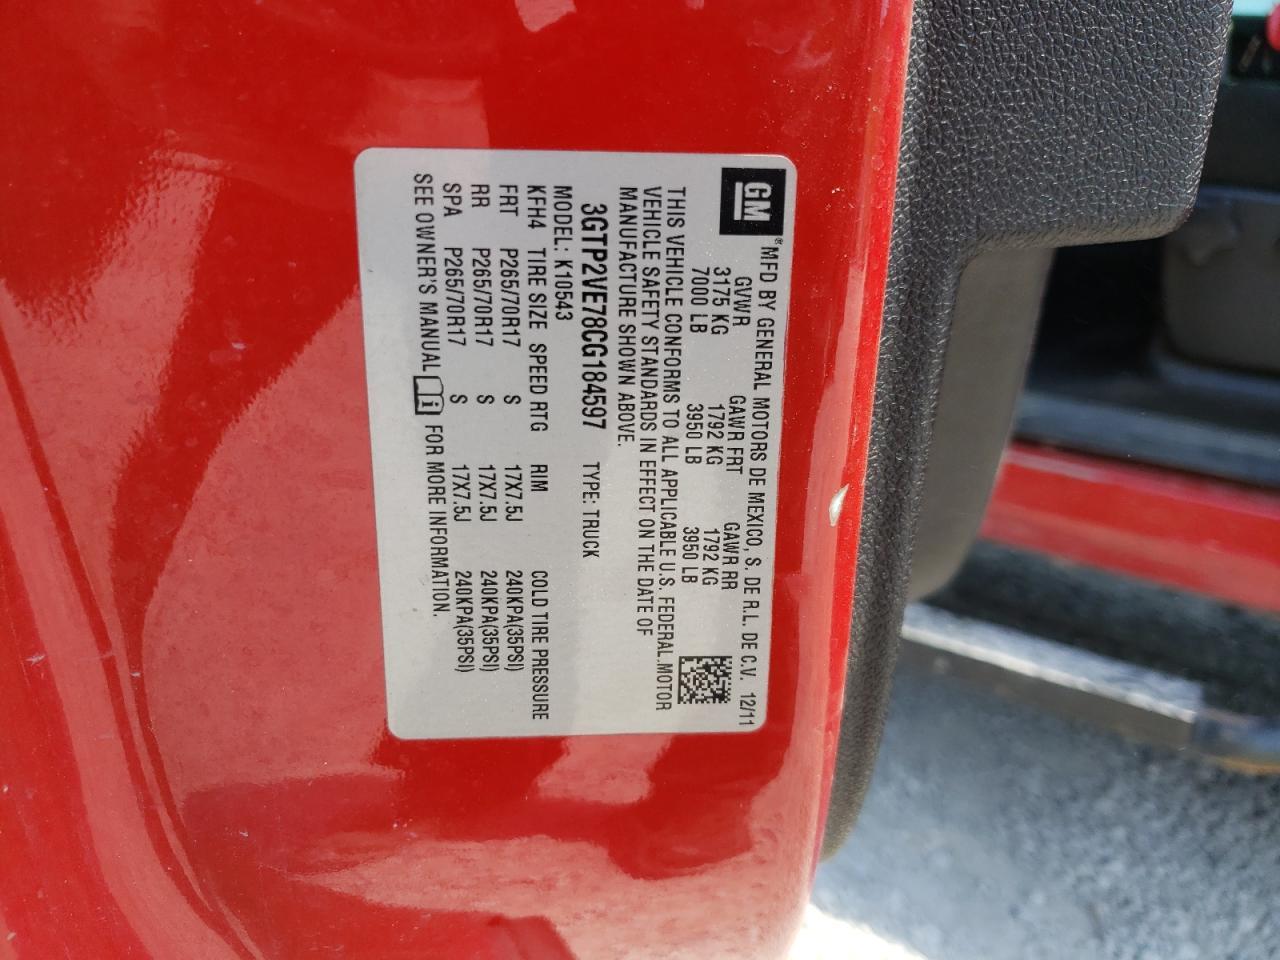 GM ® MFD BY GENERAL MOTORS DE MEXICO, S. DE R.L. DE C.V. 12/11
GVWR GAWR FRT GAWR RR
3175 KG 1792 KG 1792 KG
7000 LB 3950 LB 3950 LB
THIS VEHICLE CONFORMS TO ALL APPLICABLE U.S. FEDERAL MOTOR
VEHICLE SAFETY STANDARDS IN EFFECT ON THE DATE OF
MANUFACTURE SHOWN ABOVE.
3GTP2VE78CG184597 TYPE: TRUCK
MODEL: K10543
KFH4 TIRE SIZE SPEED RTG RIM COLD TIRE PRESSURE
FRT P265/70R17 S 17X7.5J 240KPA(35PSI)
RR P265/70R17 S 17X7.5J 240KPA(35PSI)
SPA P265/70R17 S 17X7.5J 240KPA(35PSI)
SEE OWNER'S MANUAL i FOR MORE INFORMATION.